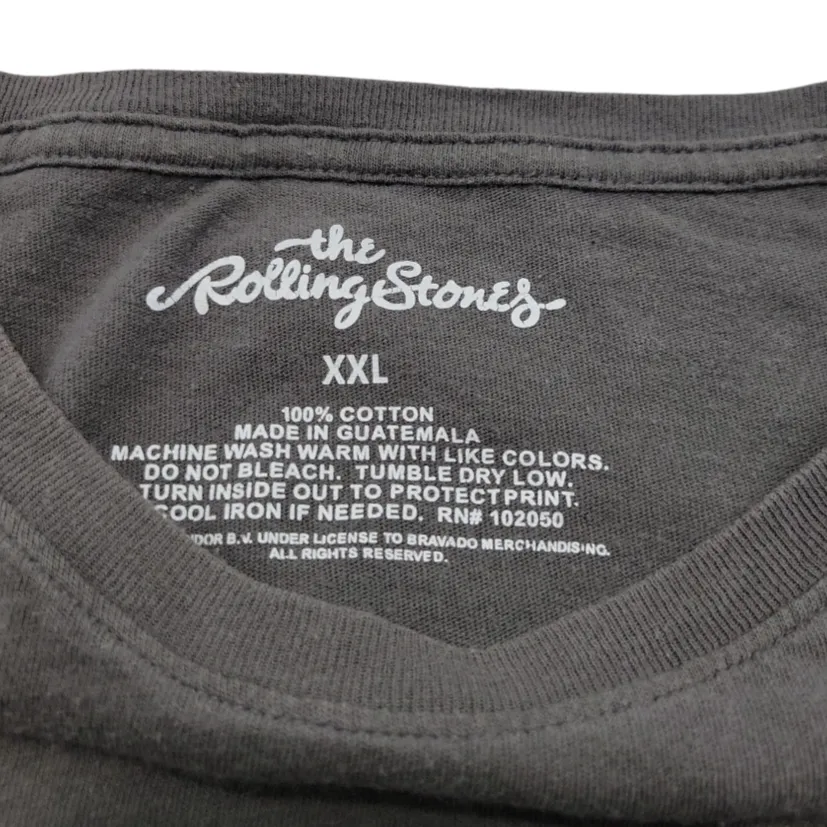 the
Rolling Stones
XXL
100% COTTON
MADE IN GUATEMALA
MACHINE WASH WARM WITH LIKE COLORS.
DO NOT BLEACH. TUMBLE DRY LOW.
TURN INSIDE OUT TO PROTECT PRINT.
COOL IRON IF NEEDED. RN# 102050
B.V. UNDER LICENSE TO BRAVADO MERCHANDISING.
ALL RIGHTS RESERVED.